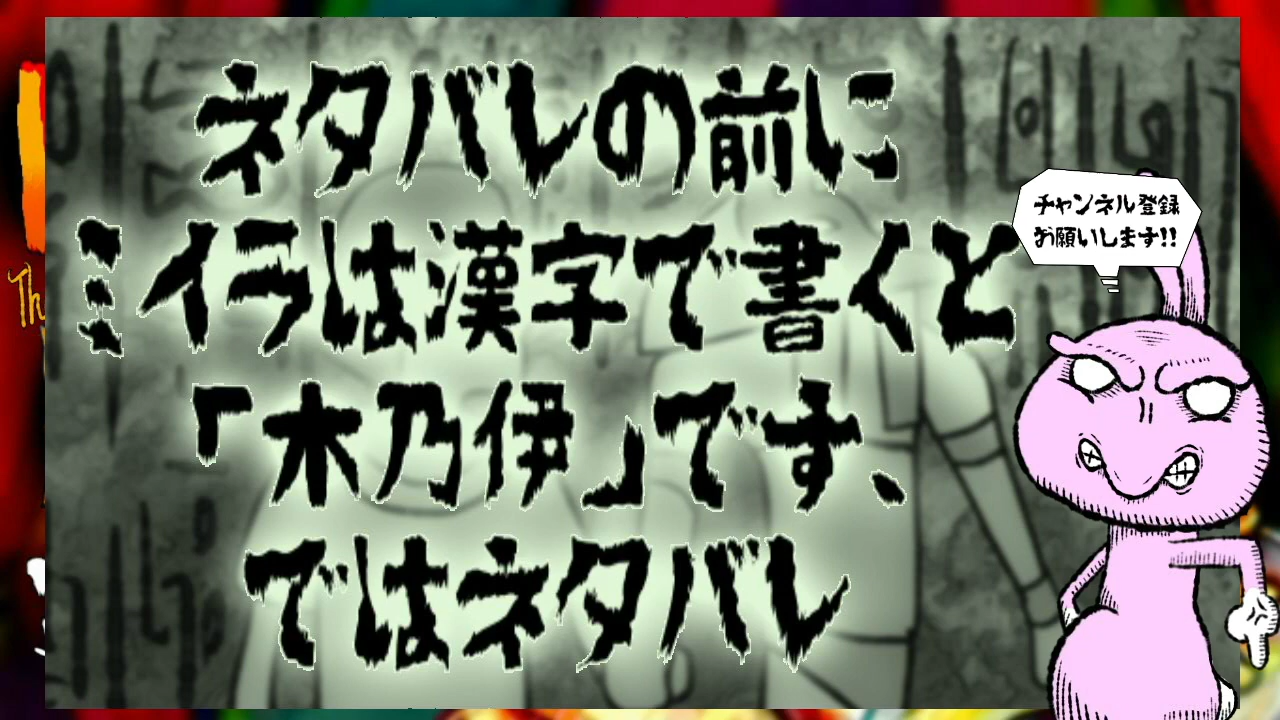 ネタバレの前に
ミイラは漢字で書くと
「木乃伊」です、
ではネタバレ
チャンネル登録
お願いします!!
Th